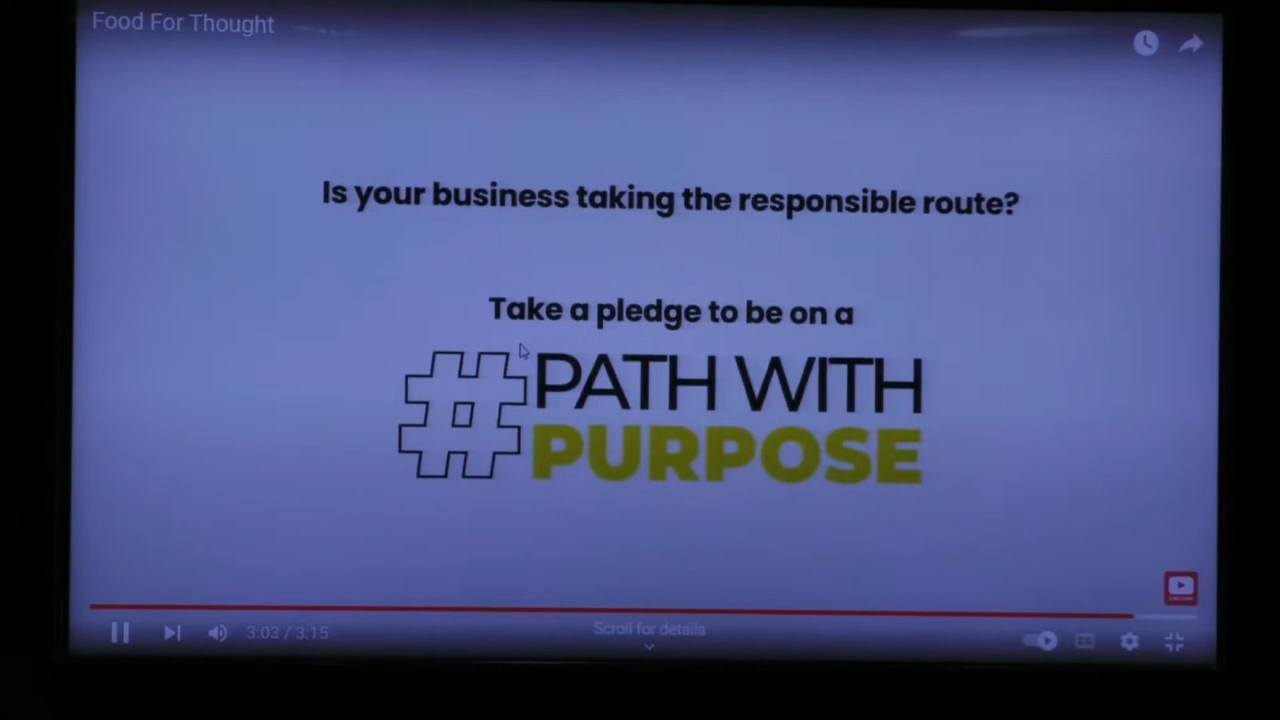 Food For Thought
Is your business taking the responsible route?
Take a pledge to be on a
#PATH WITH
PURPOSE
3:03 / 3:15
Scroll for details